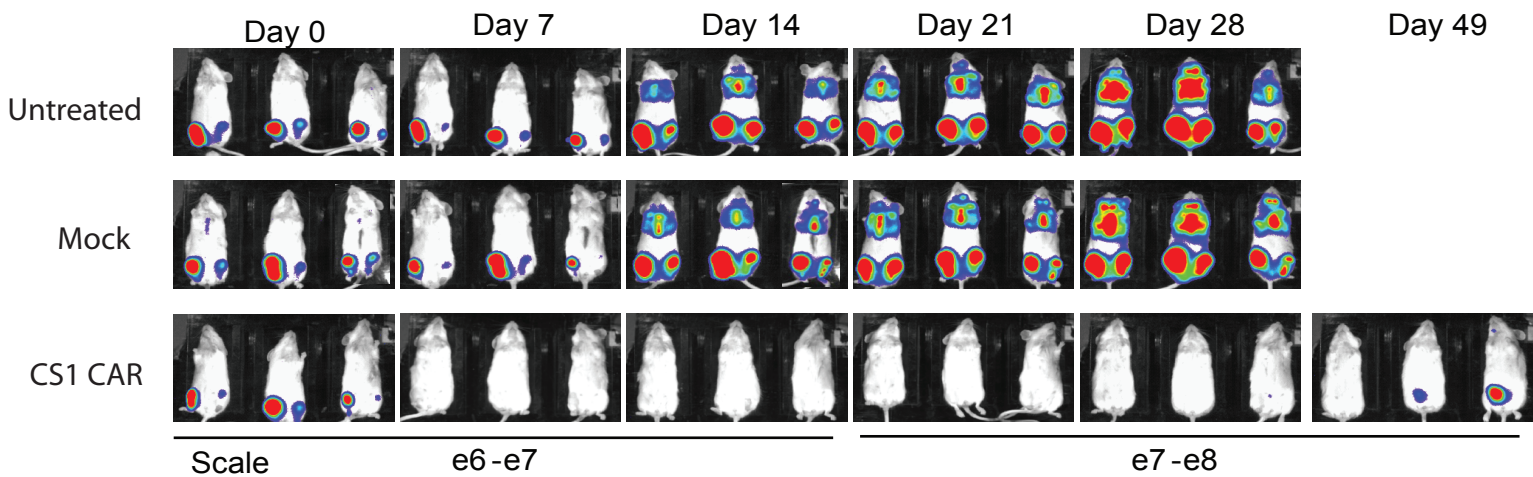 Day 0 Day 7 Day 14 Day 21 Day 28 Day 49
Untreated
Mock
CS1 CAR
Scale e6-e7 e7-e8